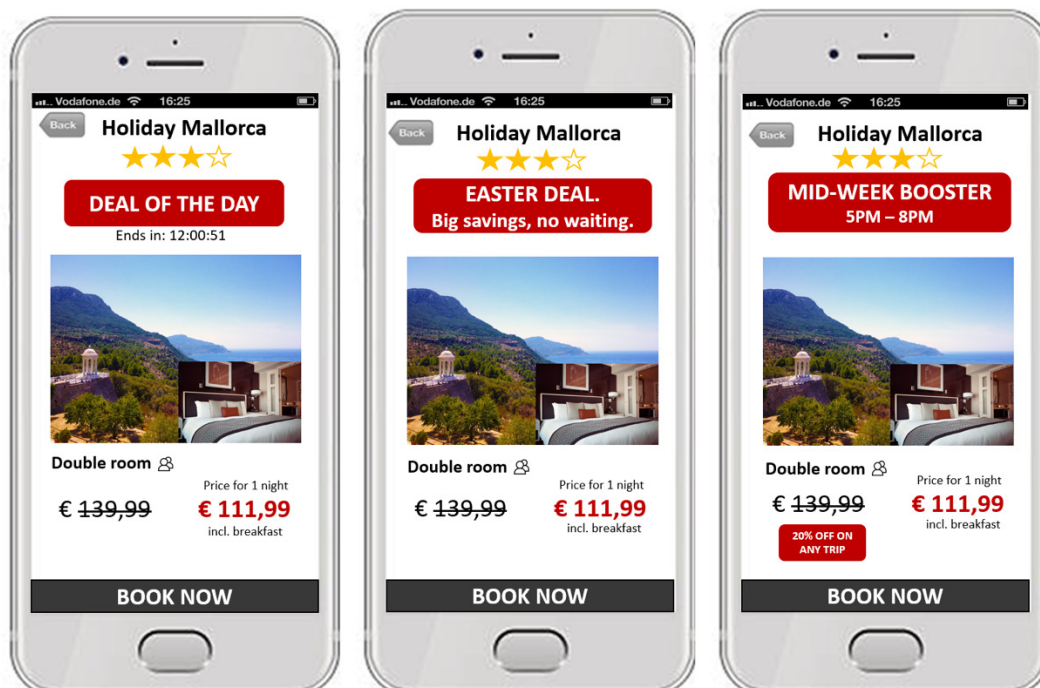 Vodafone.de 16:25
Back
Holiday Mallorca
DEAL OF THE DAY
Ends in: 12:00:51
Double room
Price for 1 night
€ 139,99
€ 111,99
incl. breakfast
BOOK NOW
Vodafone.de 16:25
Back
Holiday Mallorca
EASTER DEAL.
Big savings, no waiting.
Double room
Price for 1 night
€ 139,99
€ 111,99
incl. breakfast
BOOK NOW
Vodafone.de 16:25
Back
Holiday Mallorca
MID-WEEK BOOSTER
5PM – 8PM
Double room
Price for 1 night
€ 139,99
€ 111,99
incl. breakfast
20% OFF ON
ANY TRIP
BOOK NOW